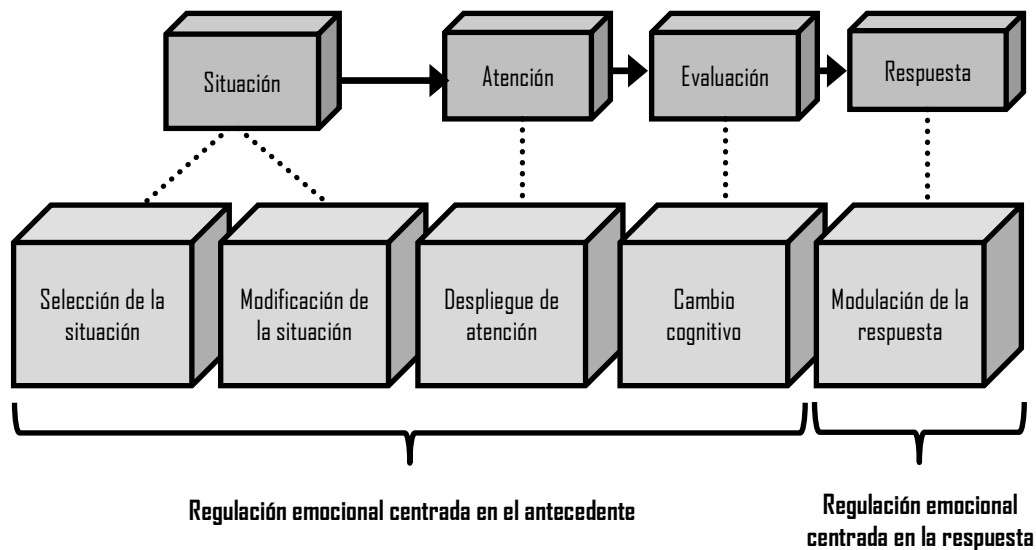 Situación
Atención
Evaluación
Respuesta
Selección de la
situación
Modificación de
la situación
Despliegue de
atención
Cambio
cognitivo
Modulación de la
respuesta
Regulación emocional centrada en el antecedente
Regulación emocional
centrada en la respuesta